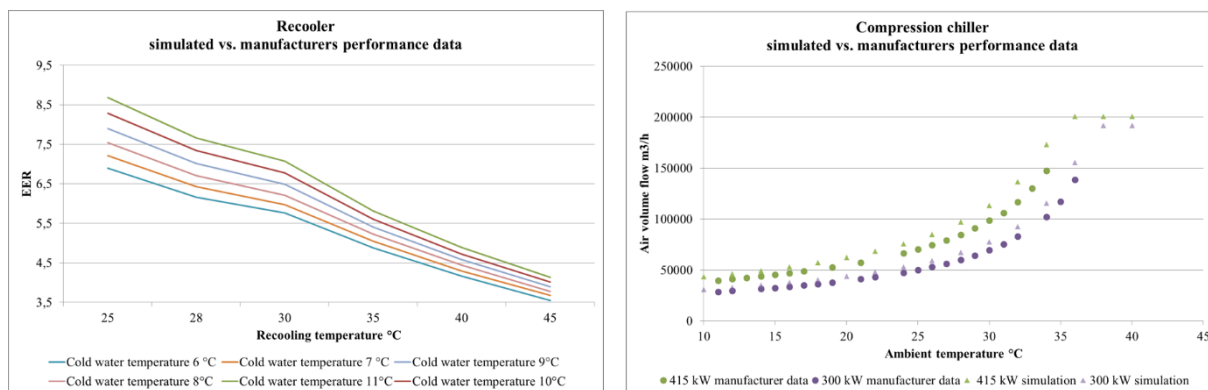 Recooler
simulated vs. manufacturers performance data
9,5
8,5
7,5
6,5
5,5
4,5
3,5
EER
25 28 30 35 40 45
Recooling temperature °C
Cold water temperature 6 °C Cold water temperature 7 °C Cold water temperature 9°C
Cold water temperature 8°C Cold water temperature 11°C Cold water temperature 10°C
Compression chiller
simulated vs. manufacturers performance data
250000
200000
150000
100000
50000
0
Air volume flow m3/h
10 15 20 25 30 35 40 45
Ambient temperature °C
415 kW manufacturer data 300 kW manufacturer data 415 kW simulation 300 kW simulation